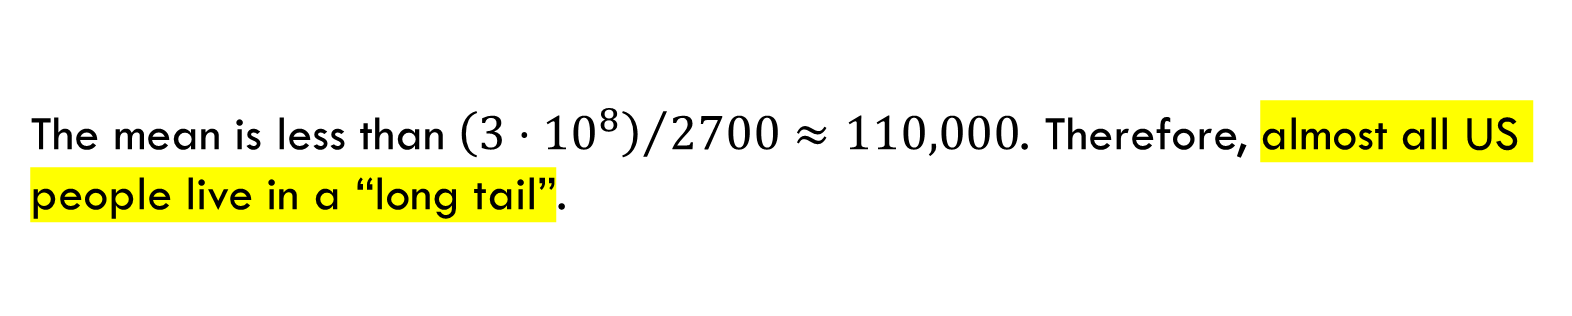 The mean is less than (3 · 10⁸)/2700 ≈ 110,000. Therefore, almost all US
people live in a “long tail”.